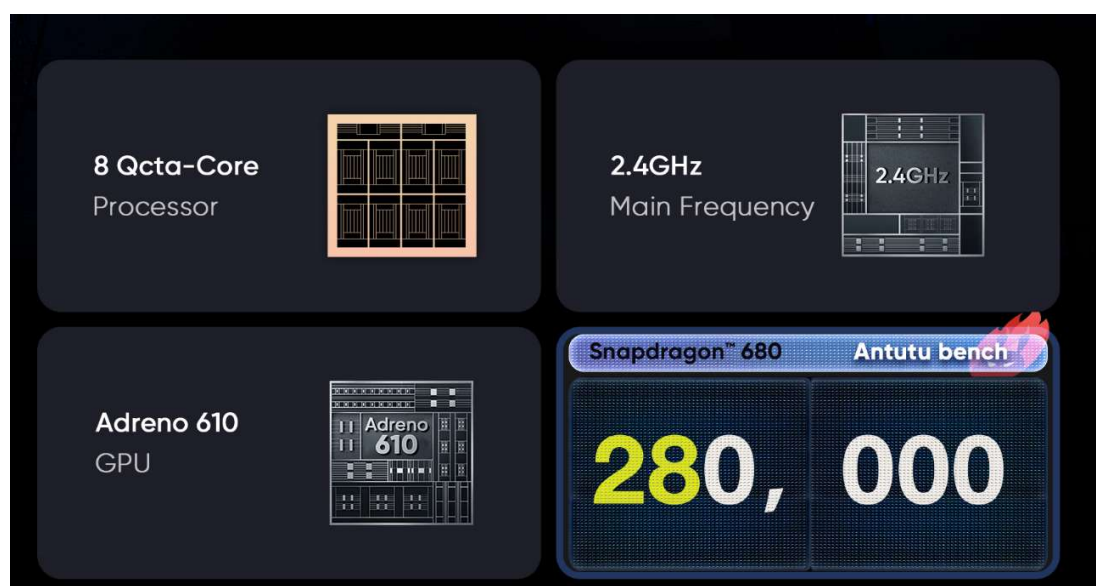 8 Qcta-Core
Processor
2.4GHz
Main Frequency
2.4GHz
Adreno 610
GPU
Adreno
610
Snapdragon™ 680 Antutu bench
280,000